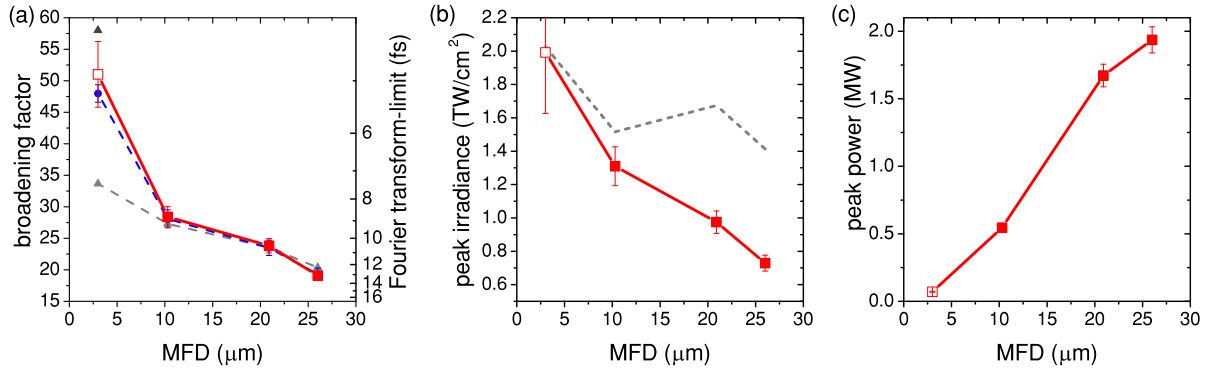 (a)
60
55
50
45
40
35
30
25
20
15
broadening factor
0 5 10 15 20 25 30
MFD (μm)
6
8
10
12
14
16
Fourier transform-limit (fs)
(b)
2.2
2.0
1.8
1.6
1.4
1.2
1.0
0.8
0.6
peak irradiance (TW/cm²)
0 5 10 15 20 25 30
MFD (μm)
(c)
2.0
1.5
1.0
0.5
0.0
peak power (MW)
0 5 10 15 20 25 30
MFD (μm)